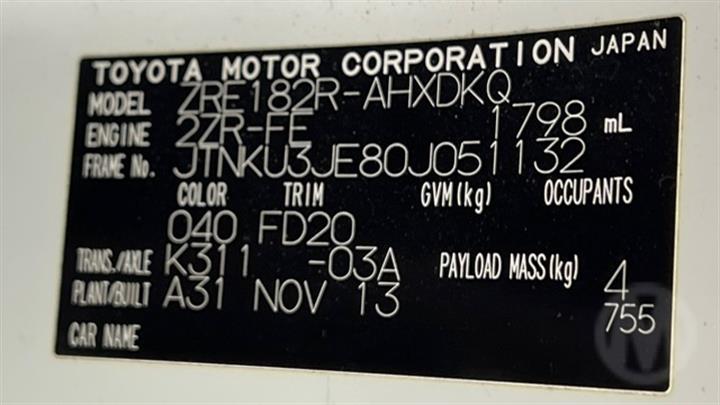 TOYOTA MOTOR CORPORATION JAPAN
MODEL ZRE182R-AHXDKQ
ENGINE 2ZR-FE 1798 mL
FRAME No. JTNKU3JE80J051132
COLOR TRIM GVM(kg) OCCUPANTS
040 FD20
TRANS./AXLE K311 -03A PAYLOAD MASS(kg) 4
PLANT/BUILT A31 NOV 13 755
CAR NAME